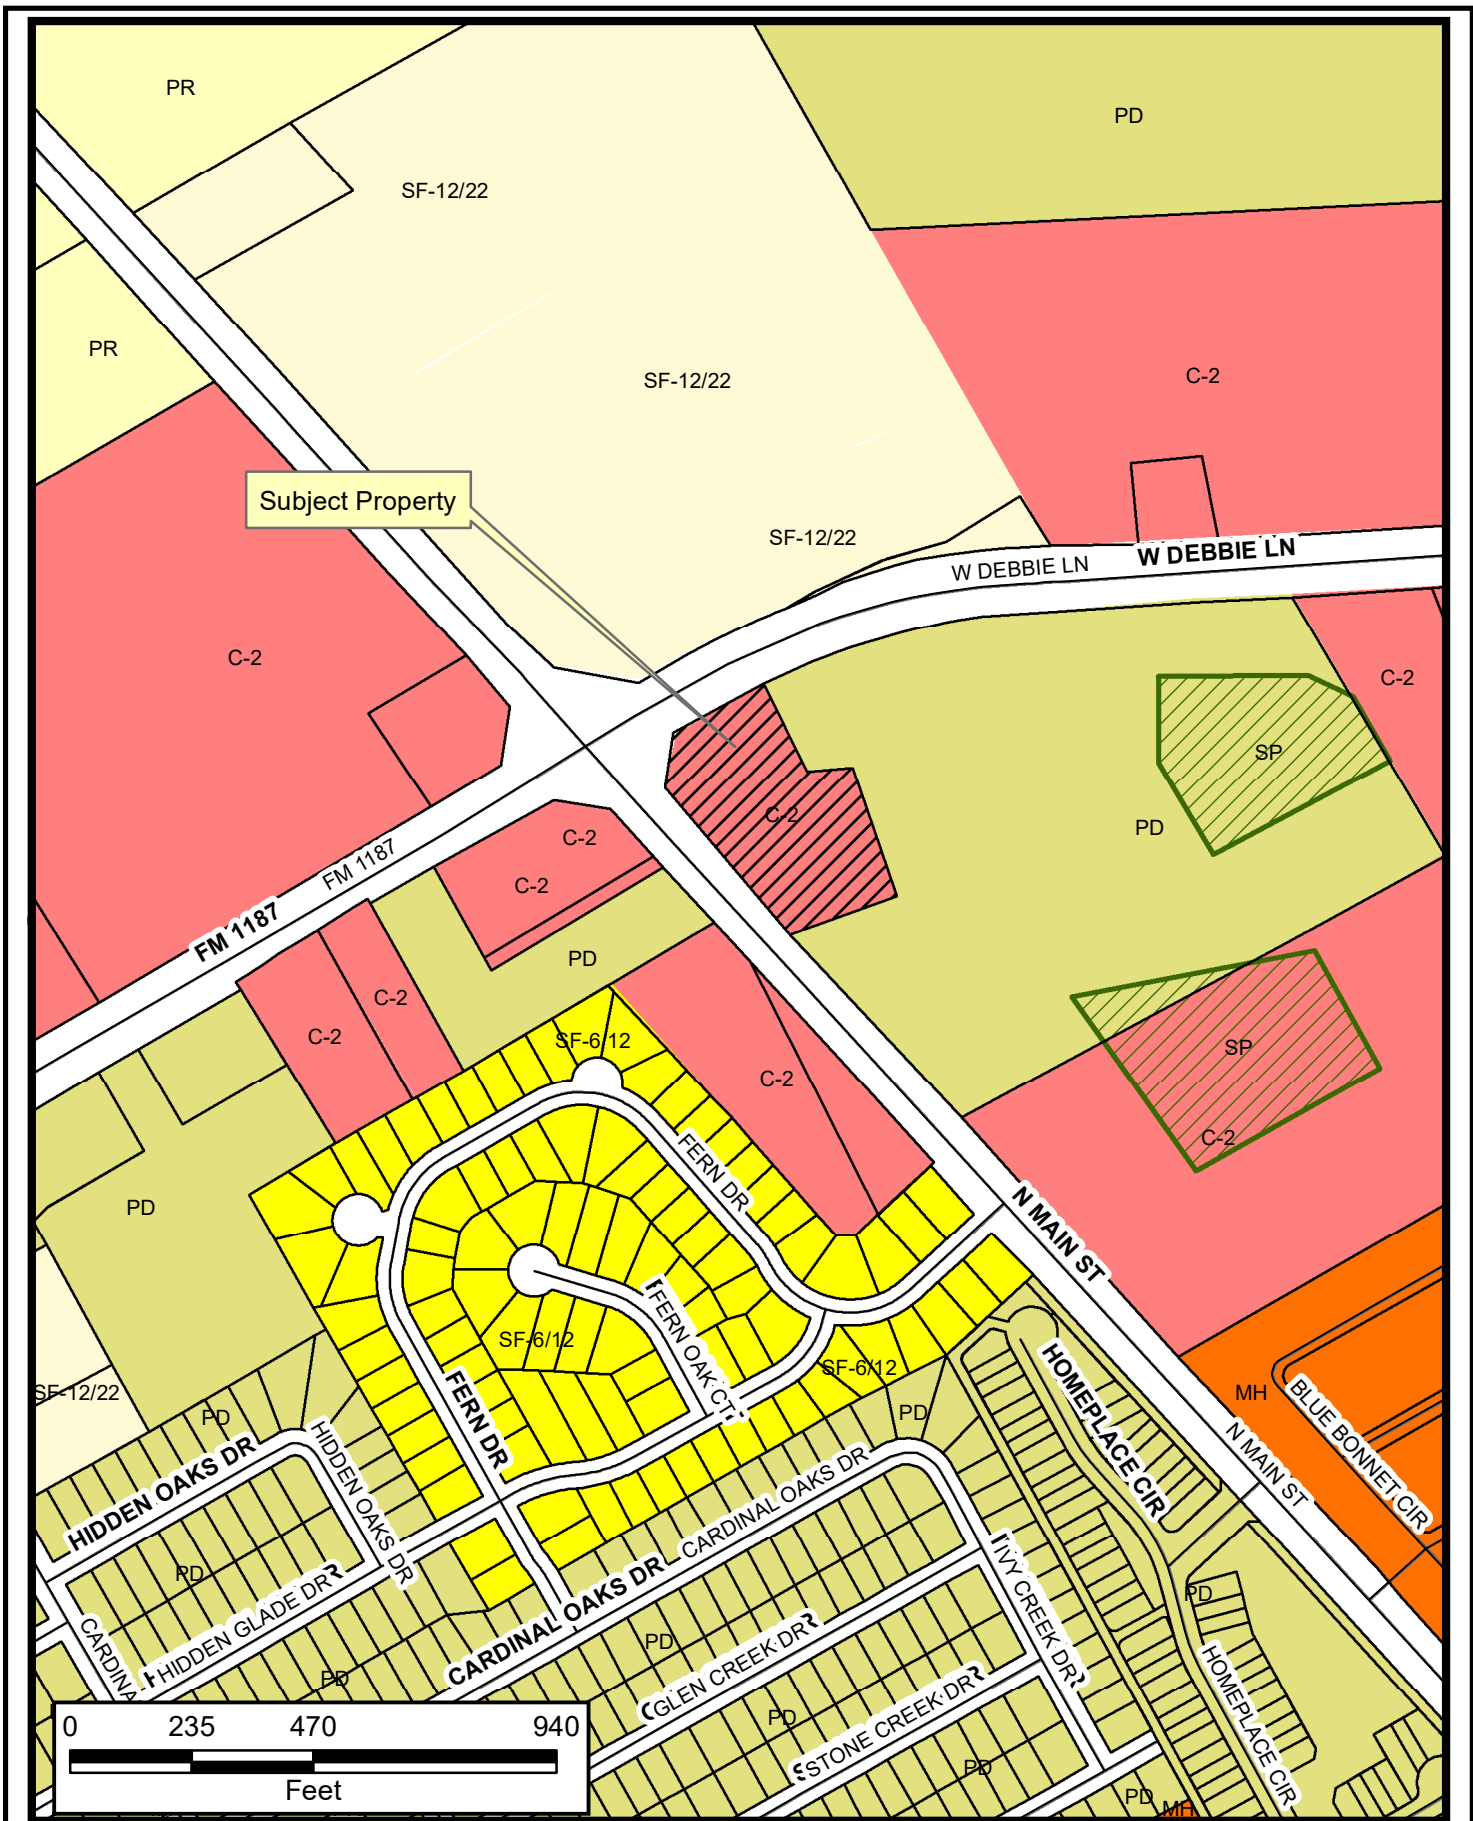 PR
PD
SF-12/22
PR
SF-12/22
C-2
Subject Property
SF-12/22
W DEBBIE LN
W DEBBIE LN
C-2
C-2
SP
C-2
PD
C-2
C-2
FM 1187
FM 1187
PD
C-2
C-2
SF-6/12
SP
C-2
C-2
FERN DR
PD
N MAIN ST
SF-6/12
FERN OAK CT
SF-6/12
HOMEPLACE CIR
MH
BLUE BONNET CIR
SF-12/22
PD
PD
FERN DR
N MAIN ST
HIDDEN OAKS DR
HIDDEN OAKS DR
CARDINAL OAKS DR
PD
HIDDEN GLADE DR
IVY CREEK DR
PD
CARDINAL OAKS DR
CARDINA
PD
GLEN CREEK DR
PD
HOMEPLACE CIR
STONE CREEK DR
PD
PD
PD
MH
0 235 470 940
Feet